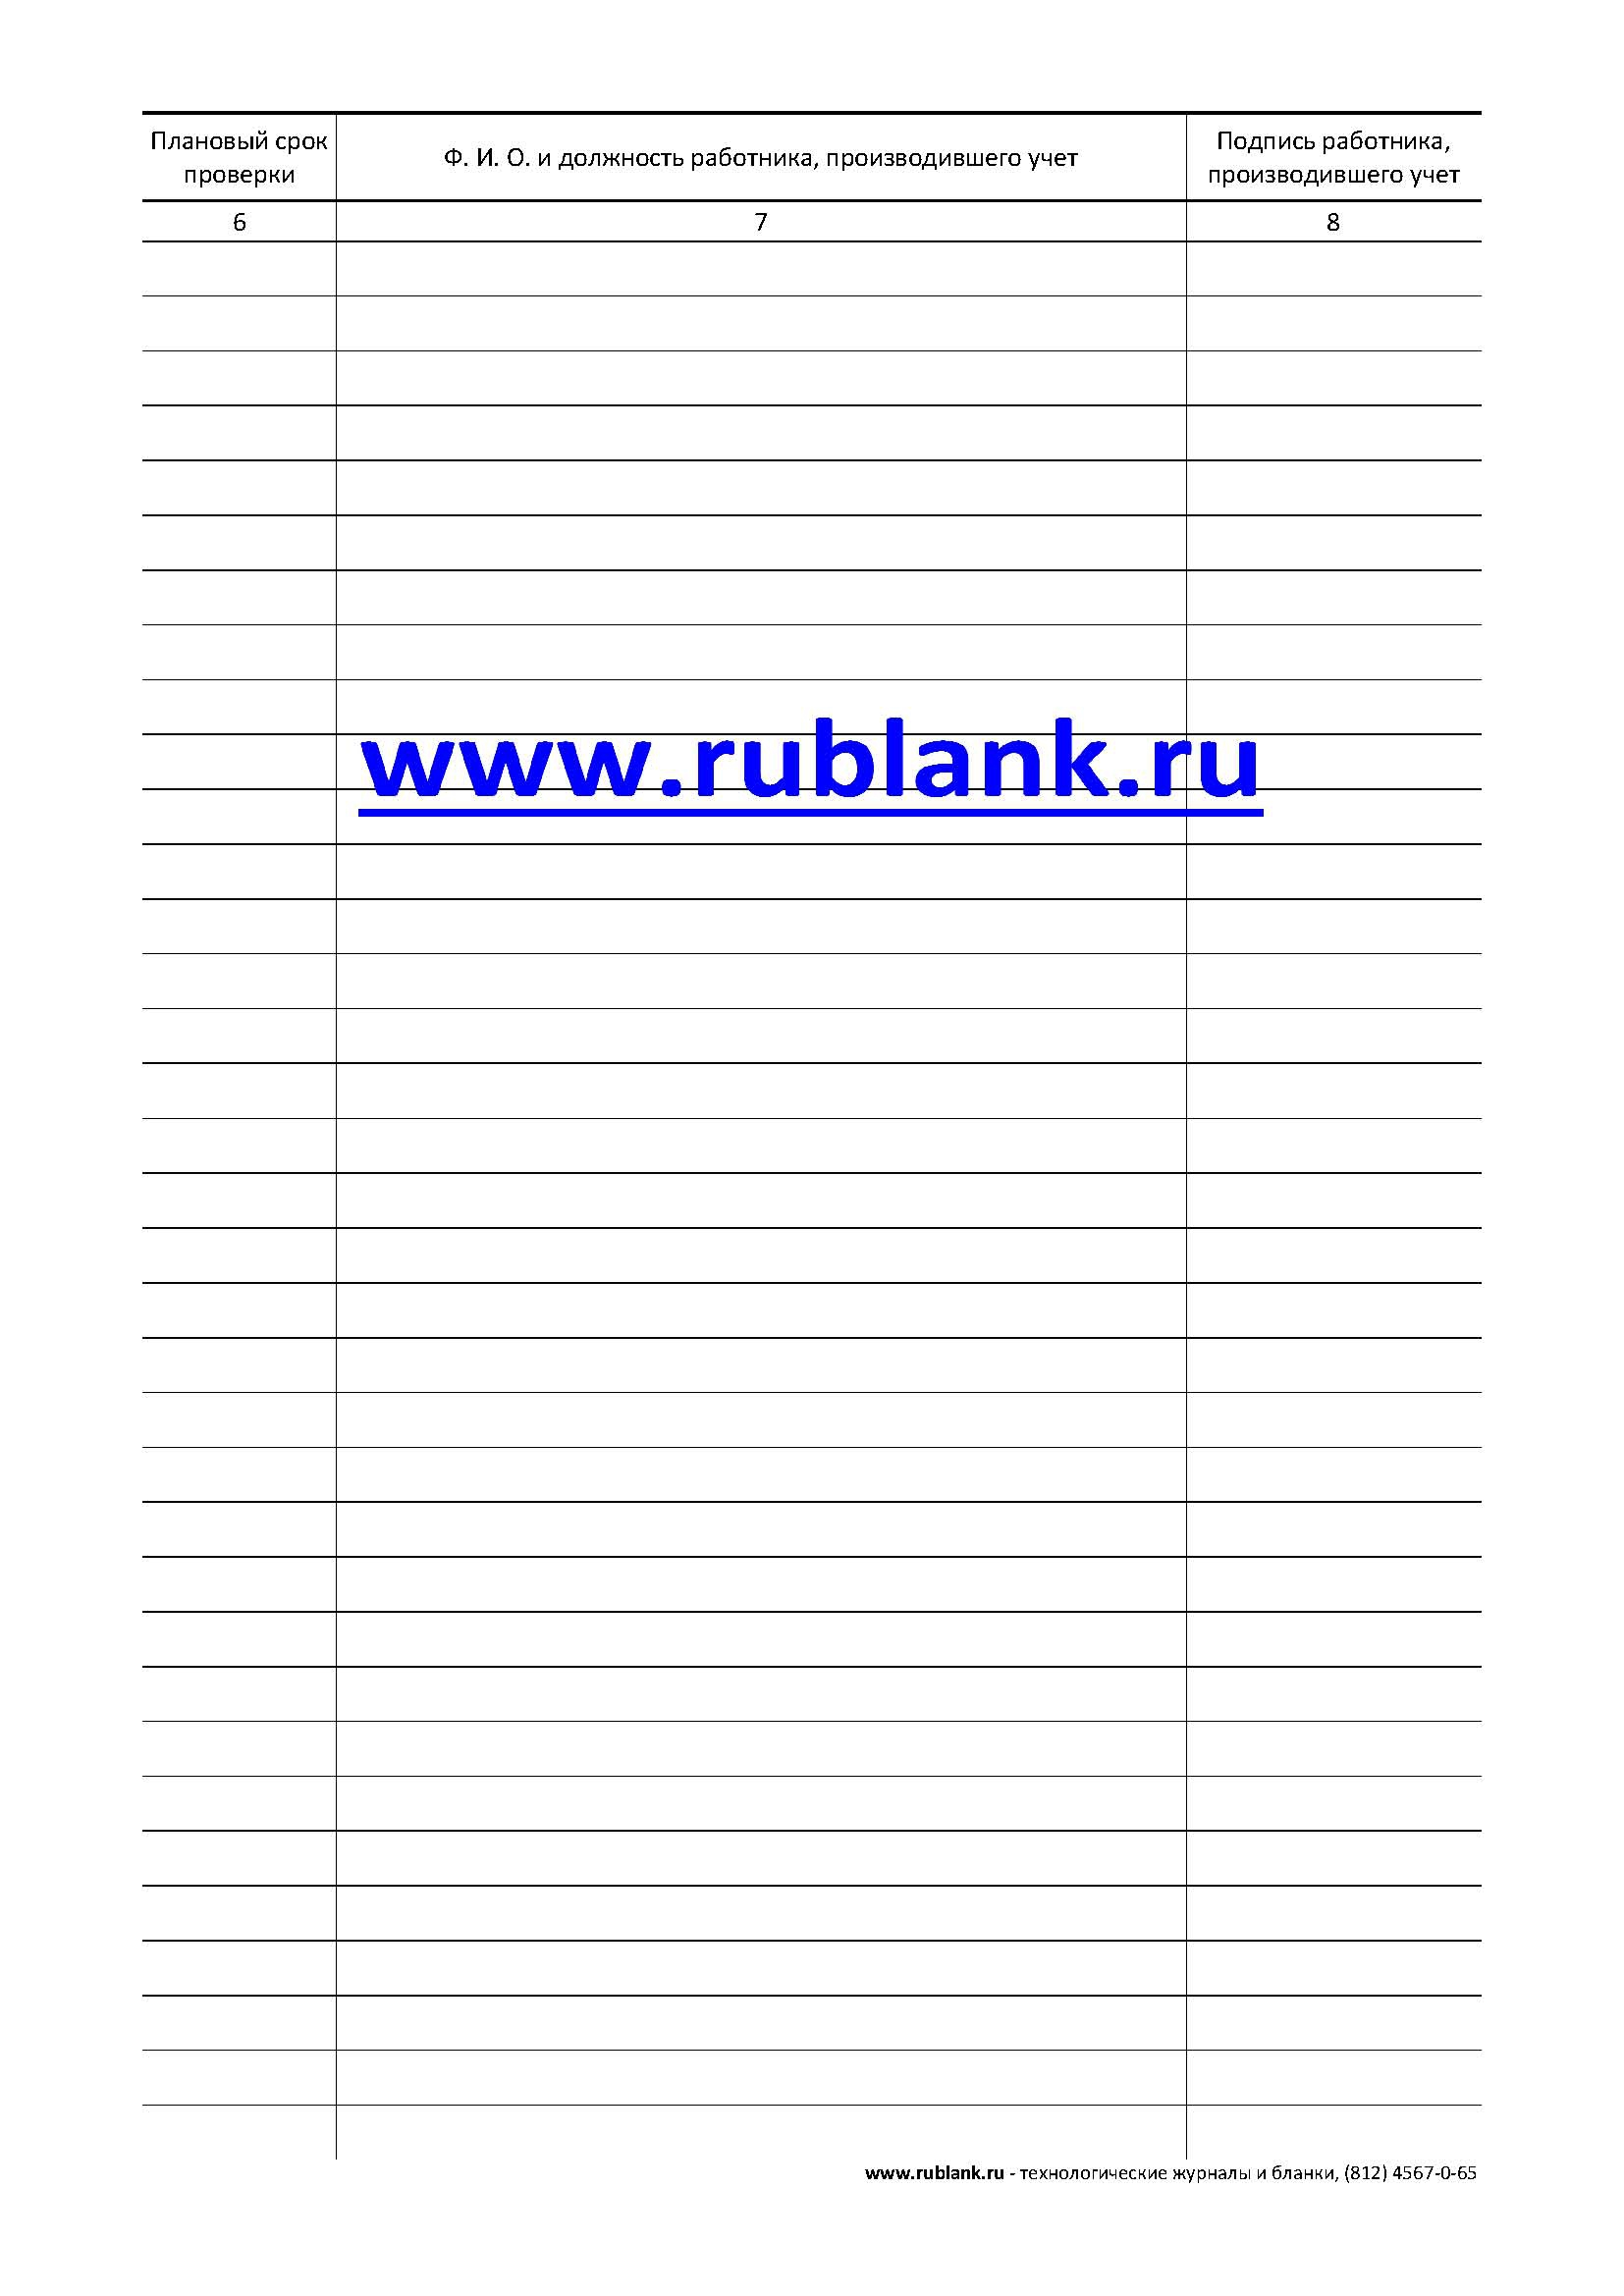 Плановый срок
проверки
Ф. И. О. и должность работника, производившего учет
Подпись работника,
производившего учет
6 7 8
www.rublank.ru
www.rublank.ru - технологические журналы и бланки, (812) 4567-0-65